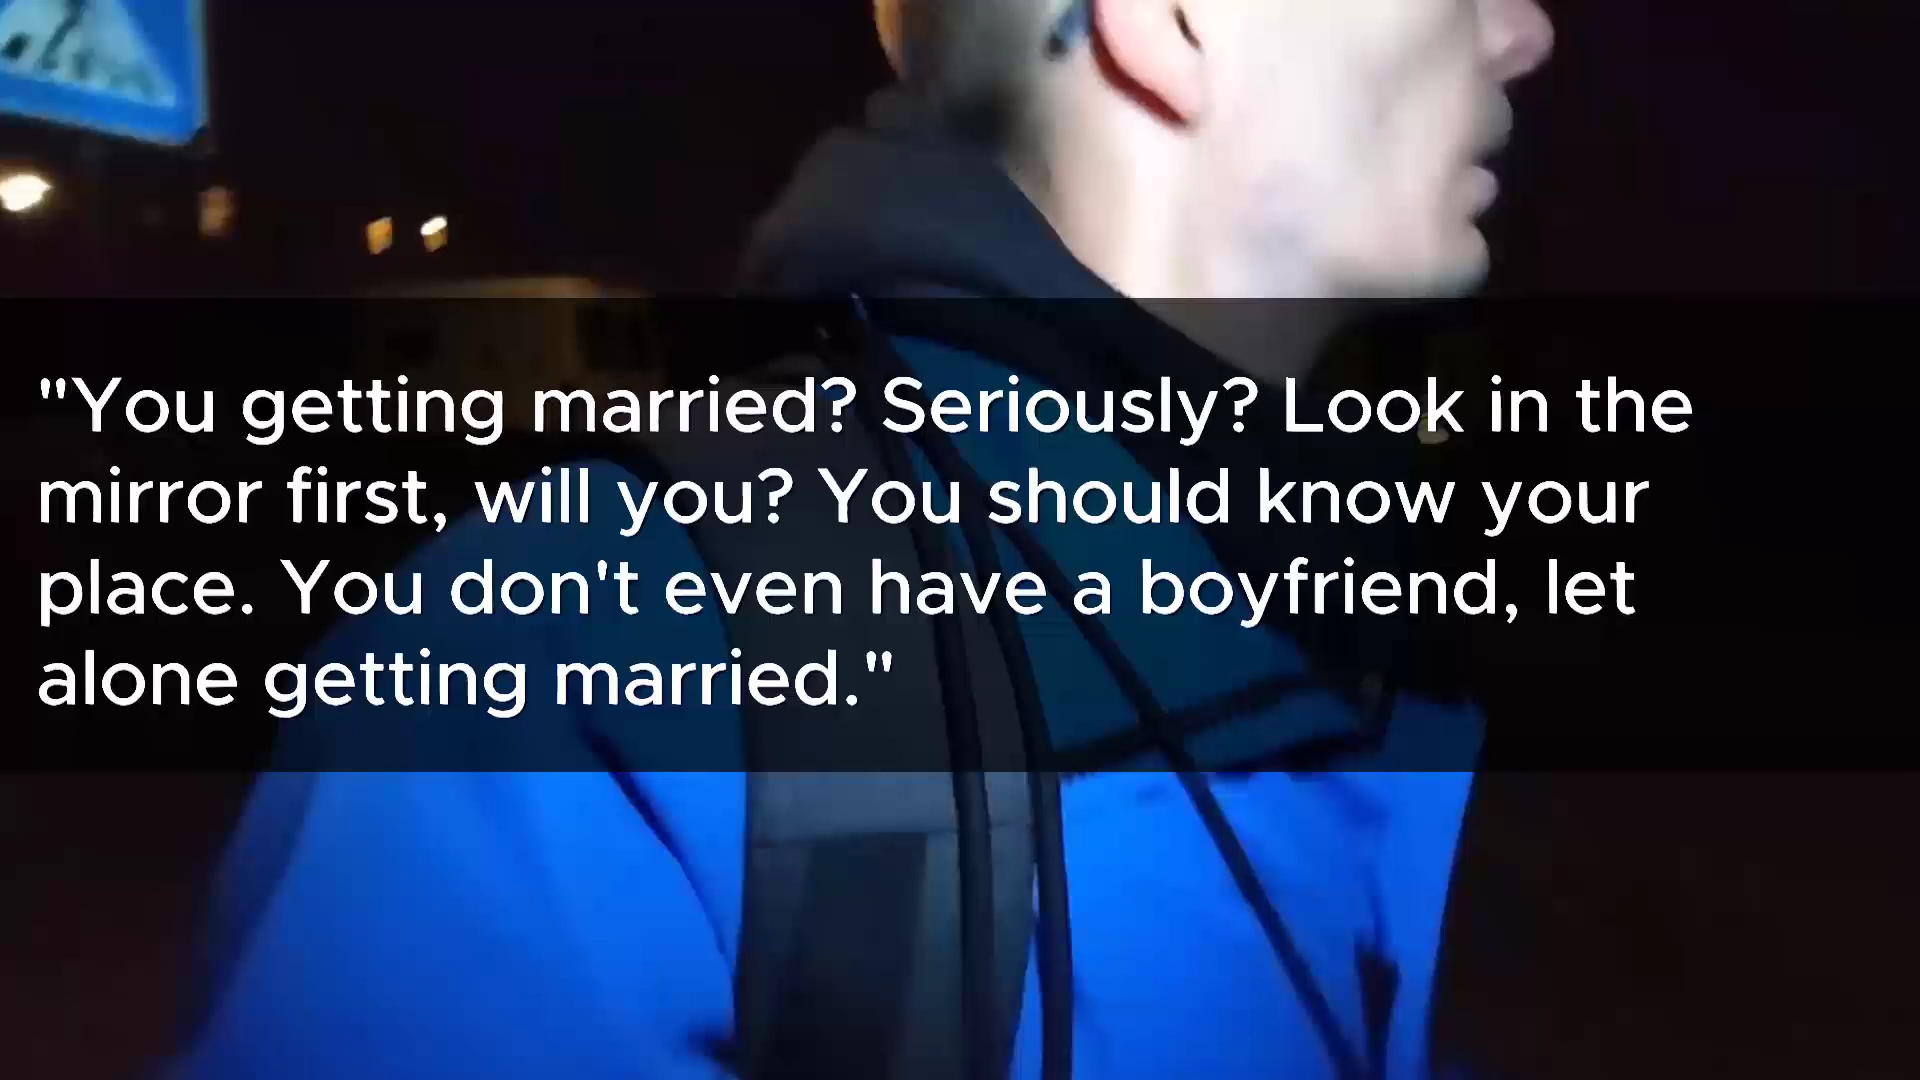 "You getting married? Seriously? Look in the
mirror first, will you? You should know your
place. You don't even have a boyfriend, let
alone getting married."